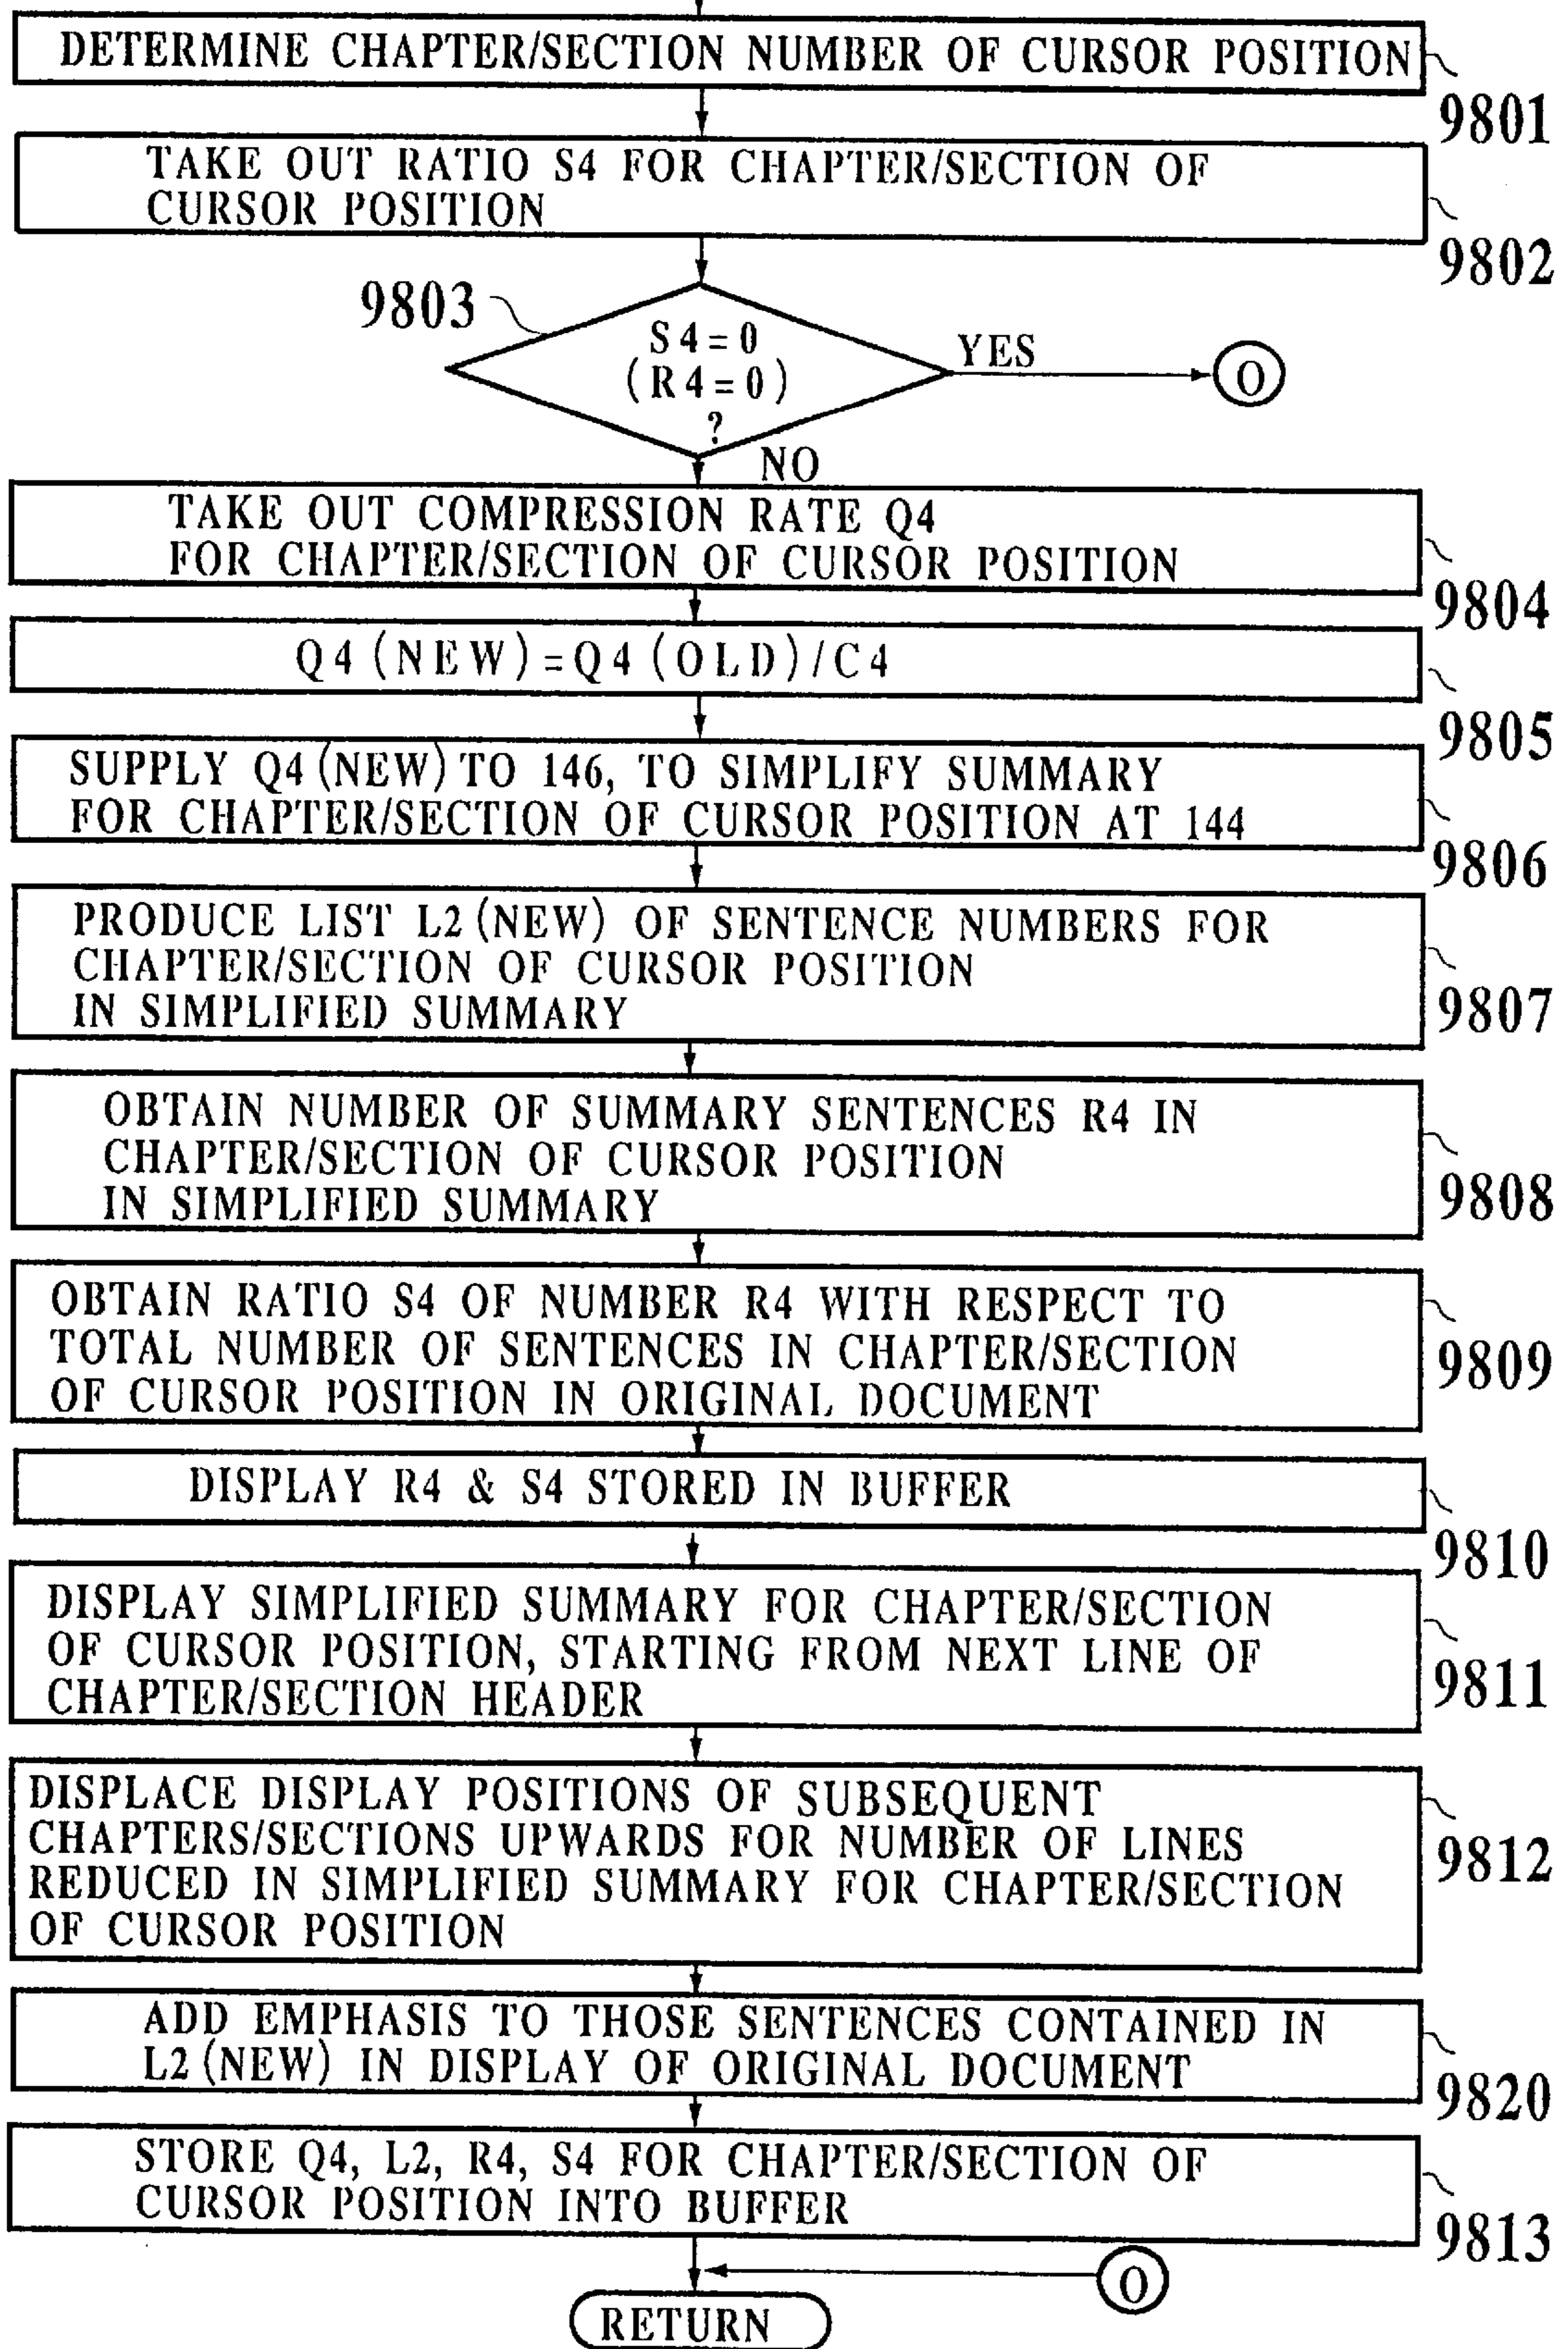 DETERMINE CHAPTER/SECTION NUMBER OF CURSOR POSITION
9801
TAKE OUT RATIO S4 FOR CHAPTER/SECTION OF
CURSOR POSITION
9802
9803
S4=0
(R4=0)
?
YES
O
NO
TAKE OUT COMPRESSION RATE Q4
FOR CHAPTER/SECTION OF CURSOR POSITION
9804
Q4(NEW)=Q4(OLD)/C4
9805
SUPPLY Q4(NEW) TO 146, TO SIMPLIFY SUMMARY
FOR CHAPTER/SECTION OF CURSOR POSITION AT 144
9806
PRODUCE LIST L2(NEW) OF SENTENCE NUMBERS FOR
CHAPTER/SECTION OF CURSOR POSITION
IN SIMPLIFIED SUMMARY
9807
OBTAIN NUMBER OF SUMMARY SENTENCES R4 IN
CHAPTER/SECTION OF CURSOR POSITION
IN SIMPLIFIED SUMMARY
9808
OBTAIN RATIO S4 OF NUMBER R4 WITH RESPECT TO
TOTAL NUMBER OF SENTENCES IN CHAPTER/SECTION
OF CURSOR POSITION IN ORIGINAL DOCUMENT
9809
DISPLAY R4 & S4 STORED IN BUFFER
9810
DISPLAY SIMPLIFIED SUMMARY FOR CHAPTER/SECTION
OF CURSOR POSITION, STARTING FROM NEXT LINE OF
CHAPTER/SECTION HEADER
9811
DISPLACE DISPLAY POSITIONS OF SUBSEQUENT
CHAPTERS/SECTIONS UPWARDS FOR NUMBER OF LINES
REDUCED IN SIMPLIFIED SUMMARY FOR CHAPTER/SECTION
OF CURSOR POSITION
9812
ADD EMPHASIS TO THOSE SENTENCES CONTAINED IN
L2(NEW) IN DISPLAY OF ORIGINAL DOCUMENT
9820
STORE Q4, L2, R4, S4 FOR CHAPTER/SECTION OF
CURSOR POSITION INTO BUFFER
9813
O
RETURN